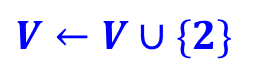 V ← V ∪ {2}